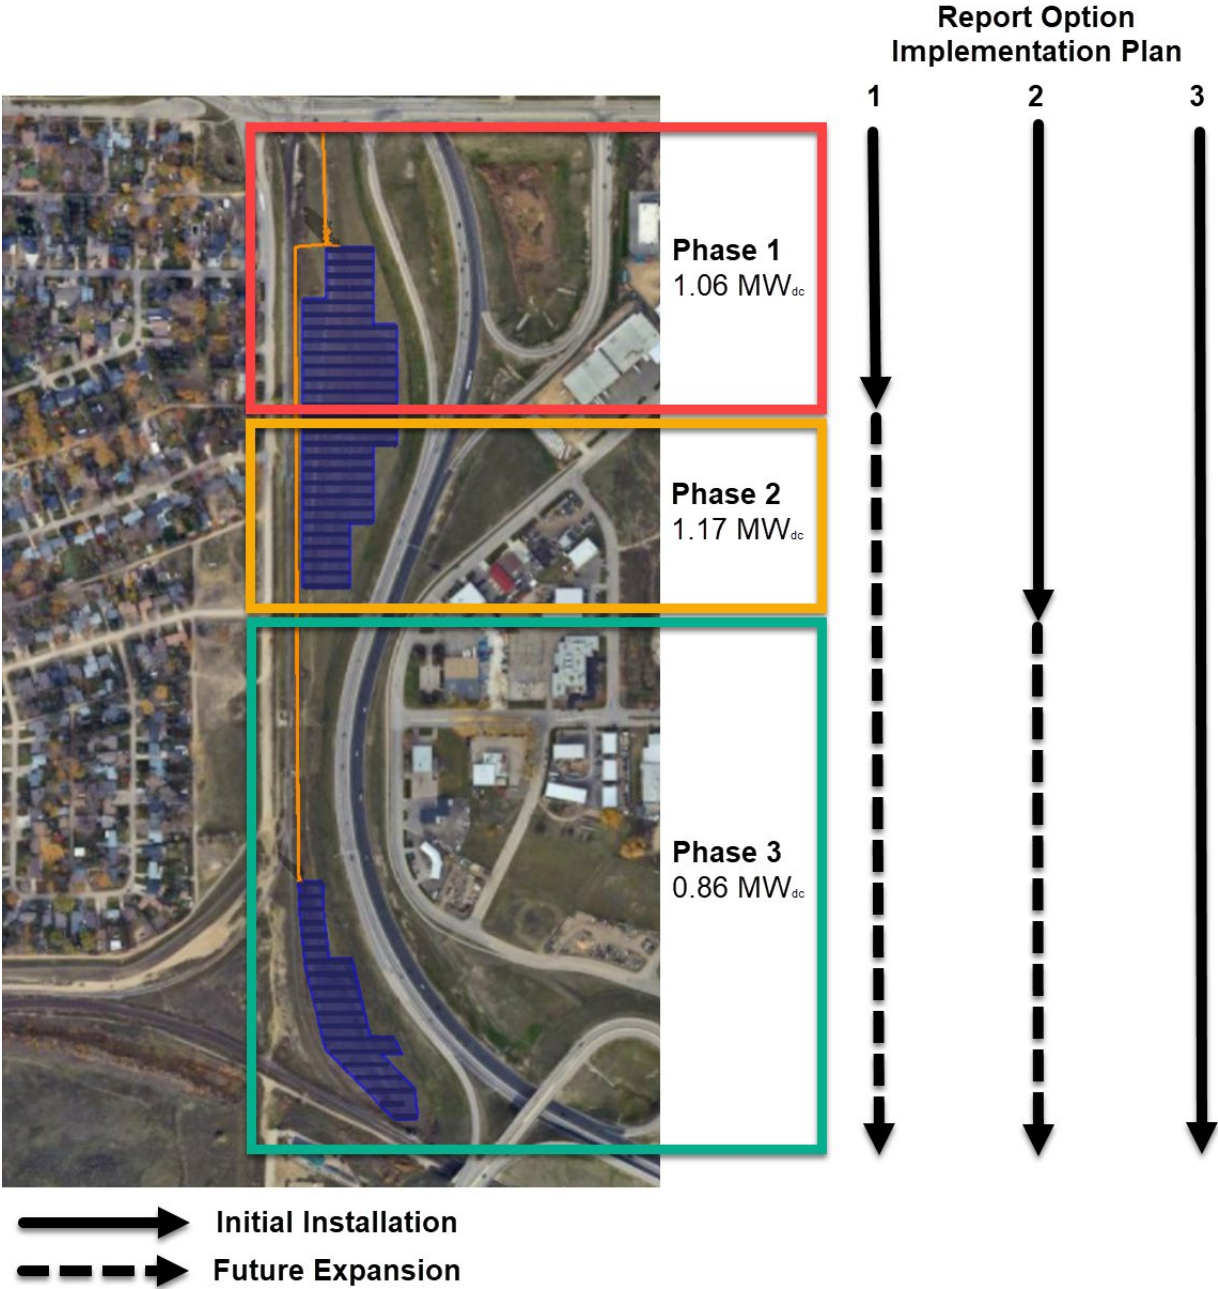 Report Option
Implementation Plan
1 2 3
Phase 1
1.06 MWdc
Phase 2
1.17 MWdc
Phase 3
0.86 MWdc
Initial Installation
Future Expansion